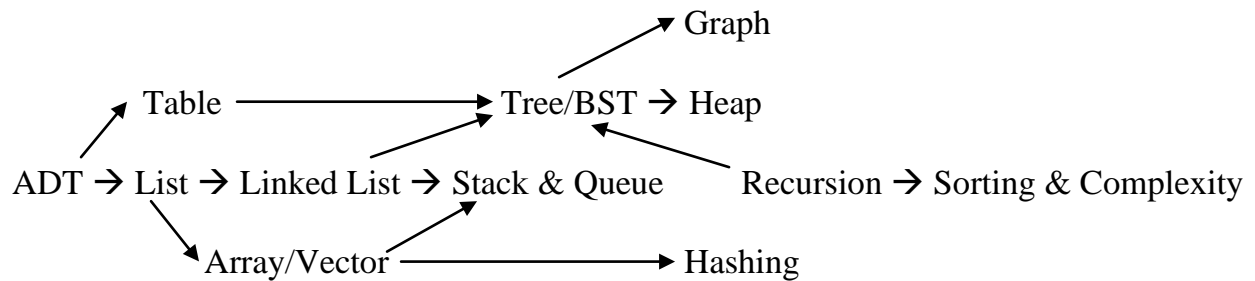 Graph
Table Tree/BST → Heap
ADT → List → Linked List → Stack & Queue Recursion → Sorting & Complexity
Array/Vector Hashing